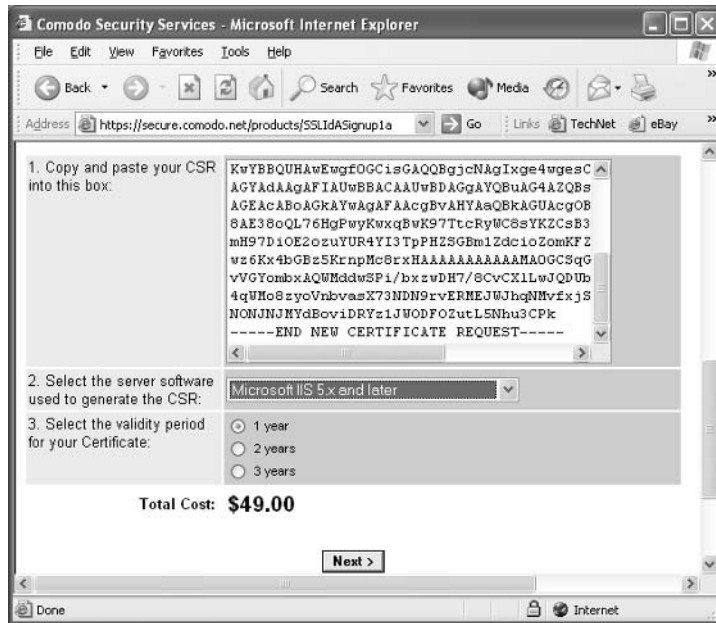 Comodo Security Services - Microsoft Internet Explorer
File Edit View Favorites Tools Help
Back Search Favorites Media
Address https://secure.comodo.net/products/SSLIdASignup1a Go Links TechNet eBay
1. Copy and paste your CSR
into this box:
KwYBBQUHAwEwgfOGCisGAQQBgjcNAgIxge4wgesC
AGYAdAAgAFIAUwBBACAAUwBDAGgAYQBuAG4AZQBs
AGEAcABoAGkAYwAgAFAAcgBvAHYAaQBkAGUAcgOB
8AE38oQL76HgPwyKwxqBwK97TtcRyWC8sYKZCsB3
mH97DiOE2ozuYUR4YI3TpPHZSGBm1ZdcioZomKFZ
wz6Kx4bGBz5KrnpMc8rxHAAAAAAAAAAAMAOGCSqG
vVGYombxAQWMddwSPi/bxzwDH7/8CvCX1LwJQDUb
4qWMo8zyoVnbvasX73NDN9rvERMEJWJhqNMvfxjS
NONJNJMYdBoviDRYz1JWODFOZutL5Nhu3CPk
-----END NEW CERTIFICATE REQUEST-----
2. Select the server software
used to generate the CSR:
Microsoft IIS 5.x and later
3. Select the validity period
for your Certificate:
1 year
2 years
3 years
Total Cost: $49.00
Next >
Done Internet